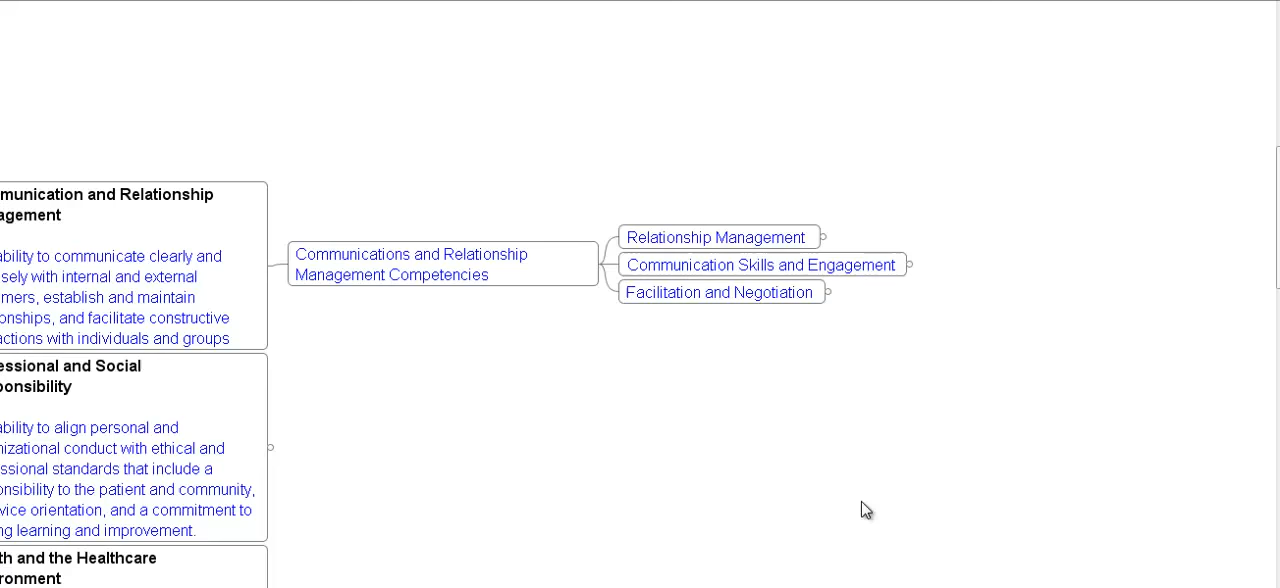 munication and Relationship
agement
ability to communicate clearly and
sely with internal and external
mers, establish and maintain
onships, and facilitate constructive
actions with individuals and groups
Communications and Relationship
Management Competencies
Relationship Management
Communication Skills and Engagement
Facilitation and Negotiation
essional and Social
ponsibility
ability to align personal and
nizational conduct with ethical and
essional standards that include a
onsibility to the patient and community,
vice orientation, and a commitment to
ng learning and improvement.
th and the Healthcare
ronment